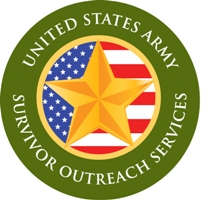 UNITED STATES ARMY
SURVIVOR OUTREACH SERVICES